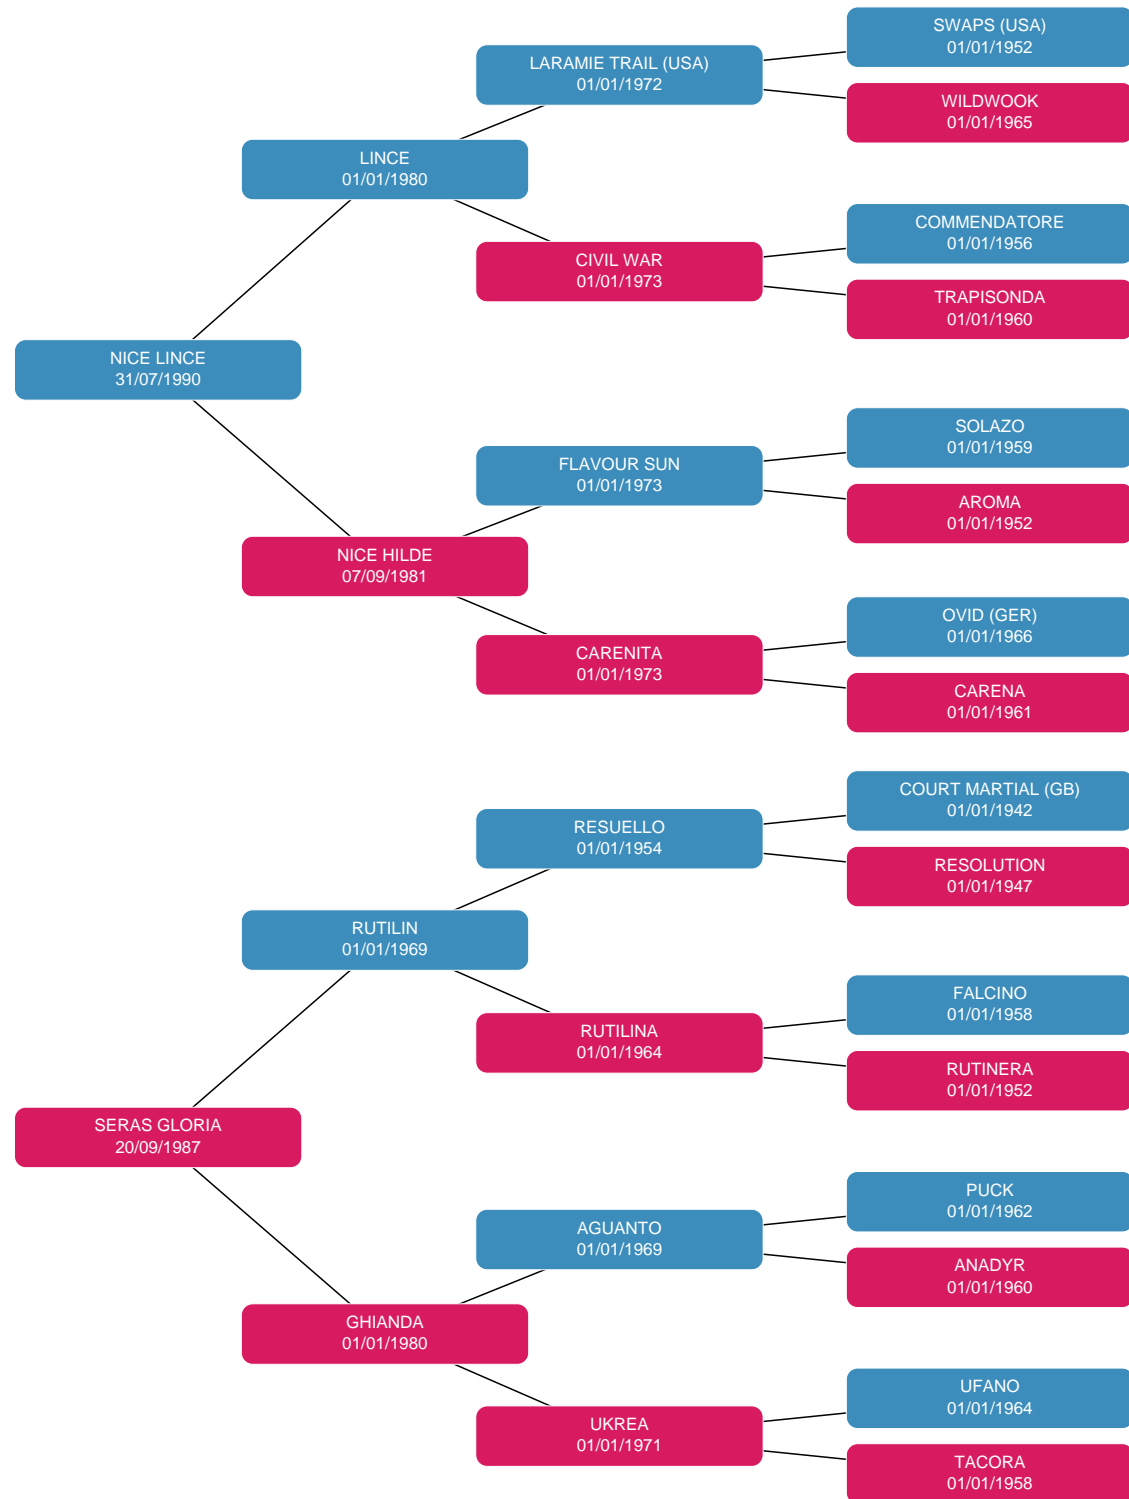 SWAPS (USA)
01/01/1952
LARAMIE TRAIL (USA)
01/01/1972
WILDWOOK
01/01/1965
LINCE
01/01/1980
COMMENDATORE
01/01/1956
CIVIL WAR
01/01/1973
TRAPISONDA
01/01/1960
NICE LINCE
31/07/1990
SOLAZO
01/01/1959
FLAVOUR SUN
01/01/1973
AROMA
01/01/1952
NICE HILDE
07/09/1981
OVID (GER)
01/01/1966
CARENITA
01/01/1973
CARENA
01/01/1961
COURT MARTIAL (GB)
01/01/1942
RESUELLO
01/01/1954
RESOLUTION
01/01/1947
RUTILIN
01/01/1969
FALCINO
01/01/1958
RUTILINA
01/01/1964
RUTINERA
01/01/1952
SERAS GLORIA
20/09/1987
PUCK
01/01/1962
AGUANTO
01/01/1969
ANADYR
01/01/1960
GHIANDA
01/01/1980
UFANO
01/01/1964
UKREA
01/01/1971
TACORA
01/01/1958